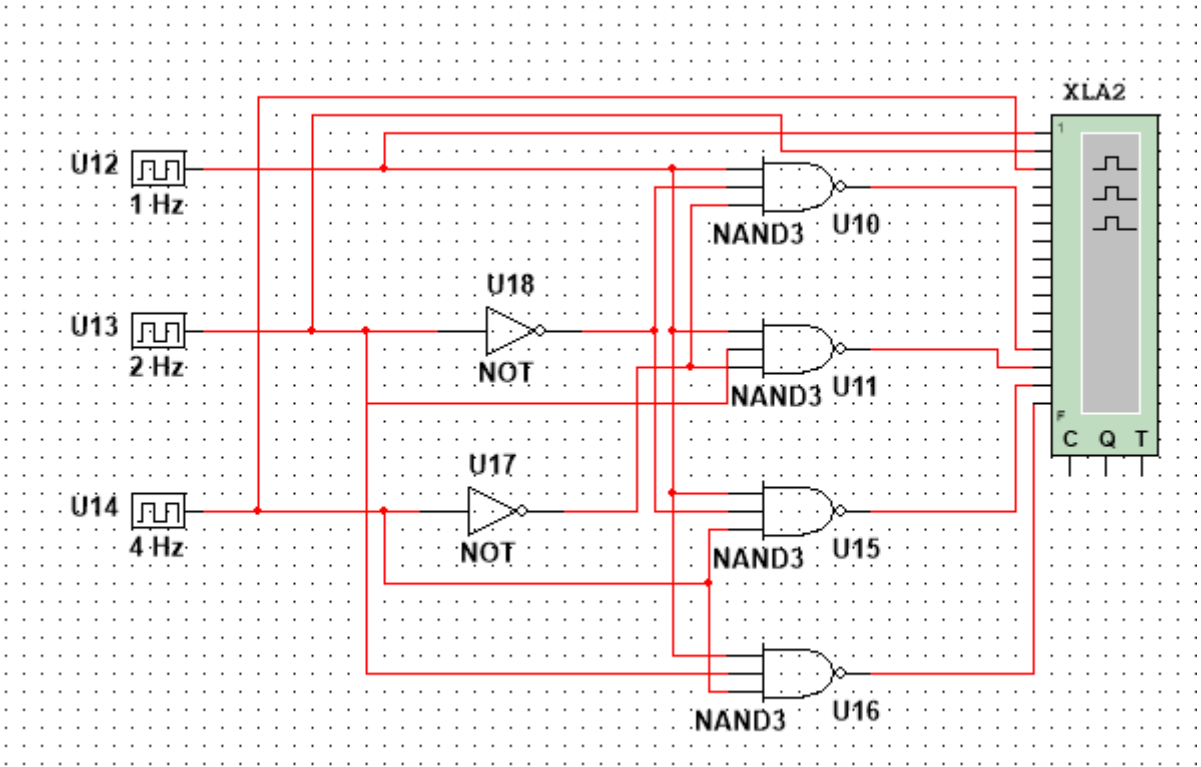 XLA2
1
U12
1 Hz
NAND3
U10
U18
U13
2 Hz
NOT
NAND3
U11
F
C Q T
U17
U14
4 Hz
NOT
NAND3
U15
NAND3
U16